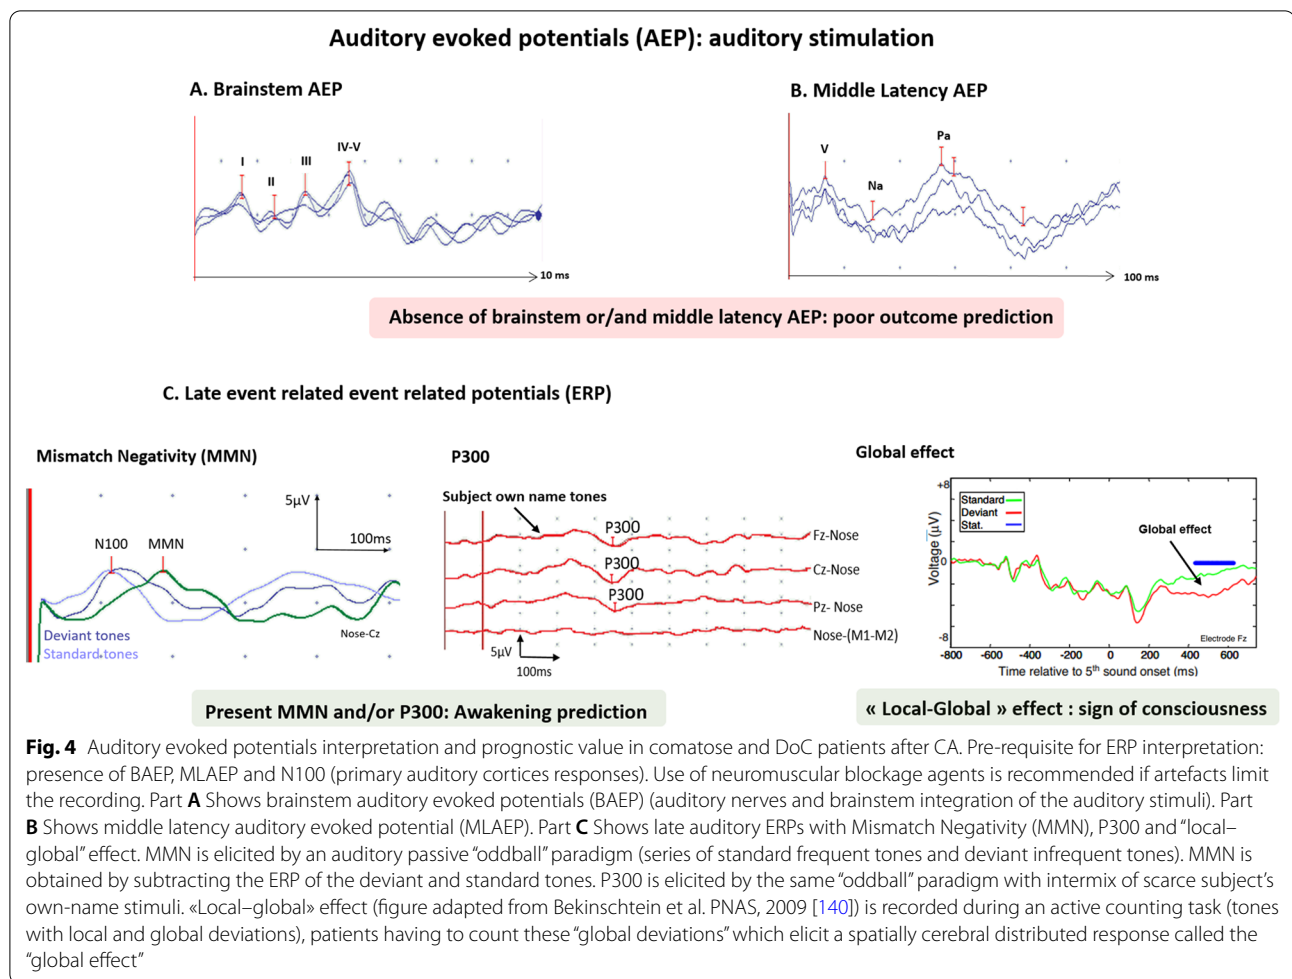 Auditory evoked potentials (AEP): auditory stimulation
A. Brainstem AEP
I
II
III
IV-V
10 ms
B. Middle Latency AEP
V
Na
Pa
100 ms
Absence of brainstem or/and middle latency AEP: poor outcome prediction
C. Late event related event related potentials (ERP)
Mismatch Negativity (MMN)
5µV
100ms
N100
MMN
Nose-Cz
Deviant tones
Standard tones
P300
Subject own name tones
P300
Fz-Nose
P300
Cz-Nose
P300
Pz- Nose
Nose-(M1-M2)
5µV
100ms
Global effect
+8
0
-8
Voltage (µV)
Standard
Deviant
Stat.
Global effect
Electrode Fz
-800 -600 -400 -200 0 200 400 600
Time relative to 5th sound onset (ms)
Present MMN and/or P300: Awakening prediction
« Local-Global » effect : sign of consciousness
Fig. 4 Auditory evoked potentials interpretation and prognostic value in comatose and DoC patients after CA. Pre-requisite for ERP interpretation:
presence of BAEP, MLAEP and N100 (primary auditory cortices responses). Use of neuromuscular blockage agents is recommended if artefacts limit
the recording. Part A Shows brainstem auditory evoked potentials (BAEP) (auditory nerves and brainstem integration of the auditory stimuli). Part
B Shows middle latency auditory evoked potential (MLAEP). Part C Shows late auditory ERPs with Mismatch Negativity (MMN), P300 and “local–
global” effect. MMN is elicited by an auditory passive “oddball” paradigm (series of standard frequent tones and deviant infrequent tones). MMN is
obtained by subtracting the ERP of the deviant and standard tones. P300 is elicited by the same “oddball” paradigm with intermix of scarce subject’s
own-name stimuli. «Local–global» effect (figure adapted from Bekinschtein et al. PNAS, 2009 [140]) is recorded during an active counting task (tones
with local and global deviations), patients having to count these “global deviations” which elicit a spatially cerebral distributed response called the
“global effect”